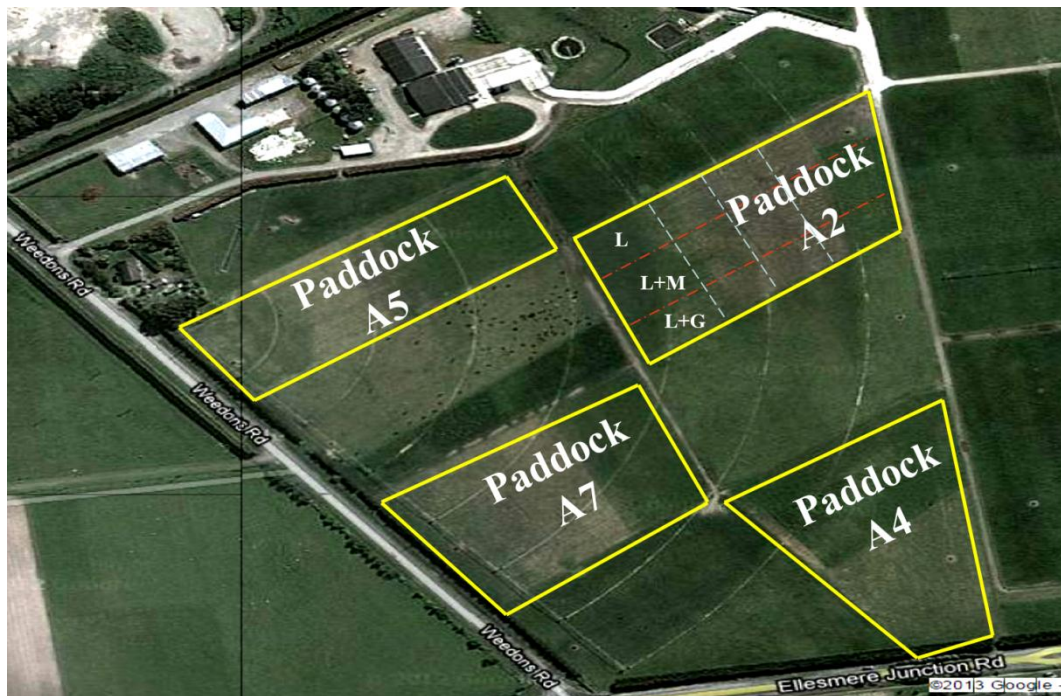 Weedons Rd
Paddock
A5
Paddock
A2
L
L+M
L+G
Weedons Rd
Paddock
A7
Paddock
A4
Weedons Rd
Ellesmere Junction Rd
©2013 Google